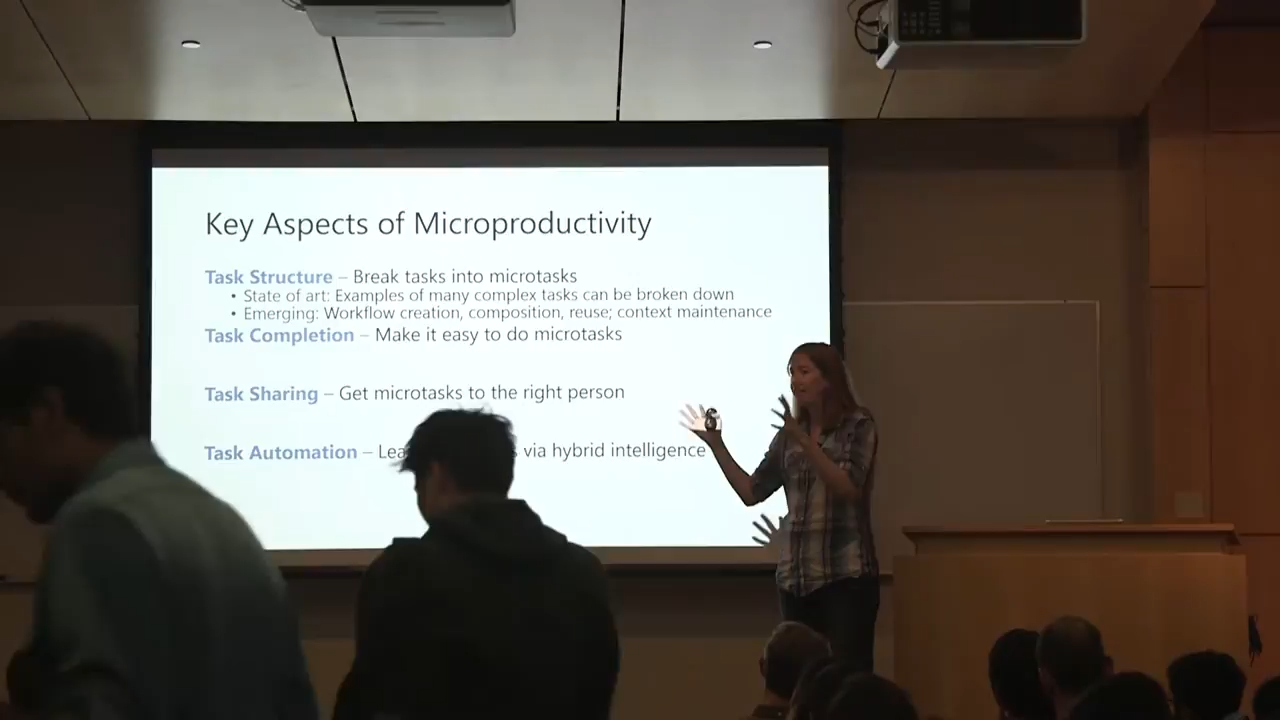 Key Aspects of Microproductivity
Task Structure – Break tasks into microtasks
• State of art: Examples of many complex tasks can be broken down
• Emerging: Workflow creation, composition, reuse; context maintenance
Task Completion – Make it easy to do microtasks
Task Sharing – Get microtasks to the right person
Task Automation – via hybrid intelligence